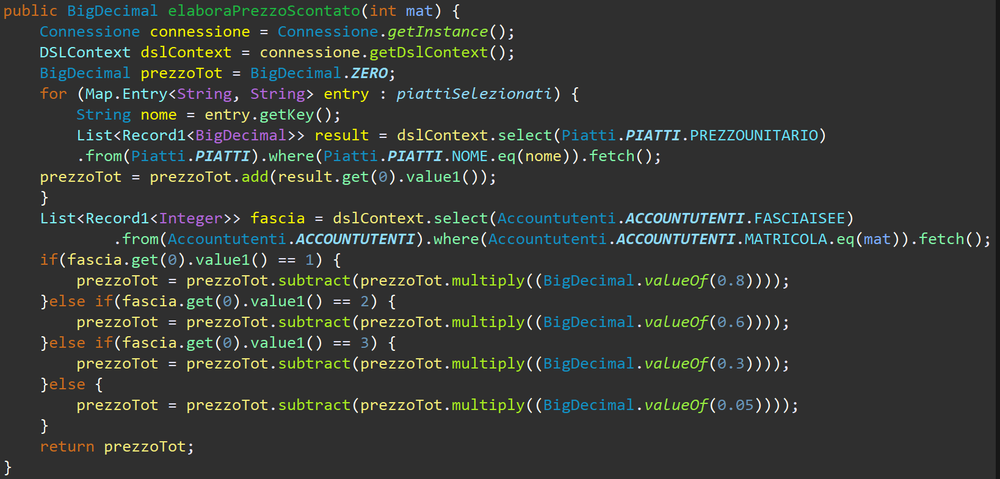 public BigDecimal elaboraPrezzoScontato(int mat) {
    Connessione connessione = Connessione.getInstance();
    DSLContext dslContext = connessione.getDslContext();
    BigDecimal prezzoTot = BigDecimal.ZERO;
    for (Map.Entry<String, String> entry : piattiSelezionati) {
        String nome = entry.getKey();
        List<Record1<BigDecimal>> result = dslContext.select(Piatti.PIATTI.PREZZOUNITARIO)
        .from(Piatti.PIATTI).where(Piatti.PIATTI.NOME.eq(nome)).fetch();
    prezzoTot = prezzoTot.add(result.get(0).value1());
    }
    List<Record1<Integer>> fascia = dslContext.select(Accountutenti.ACCOUNTUTENTI.FASCIAISEE)
            .from(Accountutenti.ACCOUNTUTENTI).where(Accountutenti.ACCOUNTUTENTI.MATRICOLA.eq(mat)).fetch();
    if(fascia.get(0).value1() == 1) {
        prezzoTot = prezzoTot.subtract(prezzoTot.multiply((BigDecimal.valueOf(0.8))));
    }else if(fascia.get(0).value1() == 2) {
        prezzoTot = prezzoTot.subtract(prezzoTot.multiply((BigDecimal.valueOf(0.6))));
    }else if(fascia.get(0).value1() == 3) {
        prezzoTot = prezzoTot.subtract(prezzoTot.multiply((BigDecimal.valueOf(0.3))));
    }else {
        prezzoTot = prezzoTot.subtract(prezzoTot.multiply((BigDecimal.valueOf(0.05))));
    }
    return prezzoTot;
}